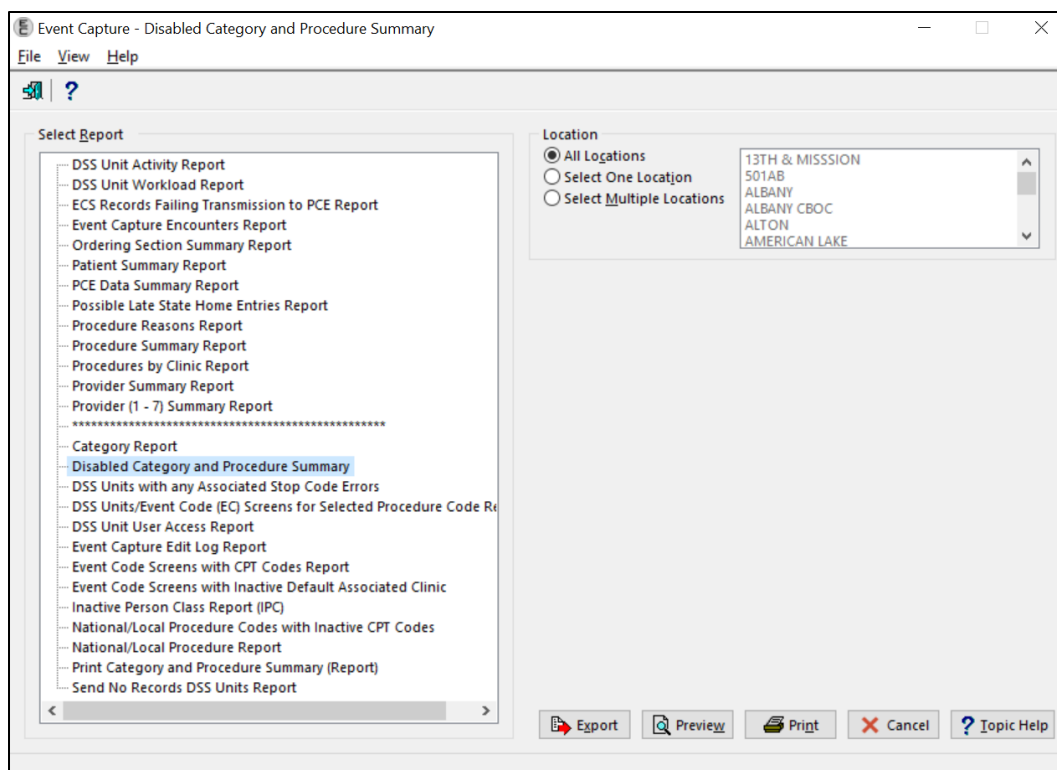 Event Capture - Disabled Category and Procedure Summary
File View Help
?
Select Report
DSS Unit Activity Report
DSS Unit Workload Report
ECS Records Failing Transmission to PCE Report
Event Capture Encounters Report
Ordering Section Summary Report
Patient Summary Report
PCE Data Summary Report
Possible Late State Home Entries Report
Procedure Reasons Report
Procedure Summary Report
Procedures by Clinic Report
Provider Summary Report
Provider (1 - 7) Summary Report
**************************************************
Category Report
Disabled Category and Procedure Summary
DSS Units with any Associated Stop Code Errors
DSS Units/Event Code (EC) Screens for Selected Procedure Code Re
DSS Unit User Access Report
Event Capture Edit Log Report
Event Code Screens with CPT Codes Report
Event Code Screens with Inactive Default Associated Clinic
Inactive Person Class Report (IPC)
National/Local Procedure Codes with Inactive CPT Codes
National/Local Procedure Report
Print Category and Procedure Summary (Report)
Send No Records DSS Units Report
Location
All Locations
Select One Location
Select Multiple Locations
13TH & MISSSION
501AB
ALBANY
ALBANY CBOC
ALTON
AMERICAN LAKE
Export Preview Print Cancel ? Topic Help